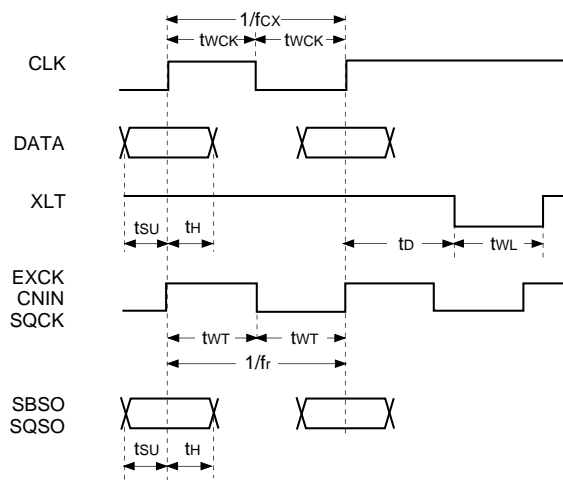 1/fCX
tWCK tWCK
CLK
DATA
XLT
tSU tH tD tWL
EXCK
CNIN
SQCK
tWT tWT
1/fr
SBSO
SQSO
tSU tH